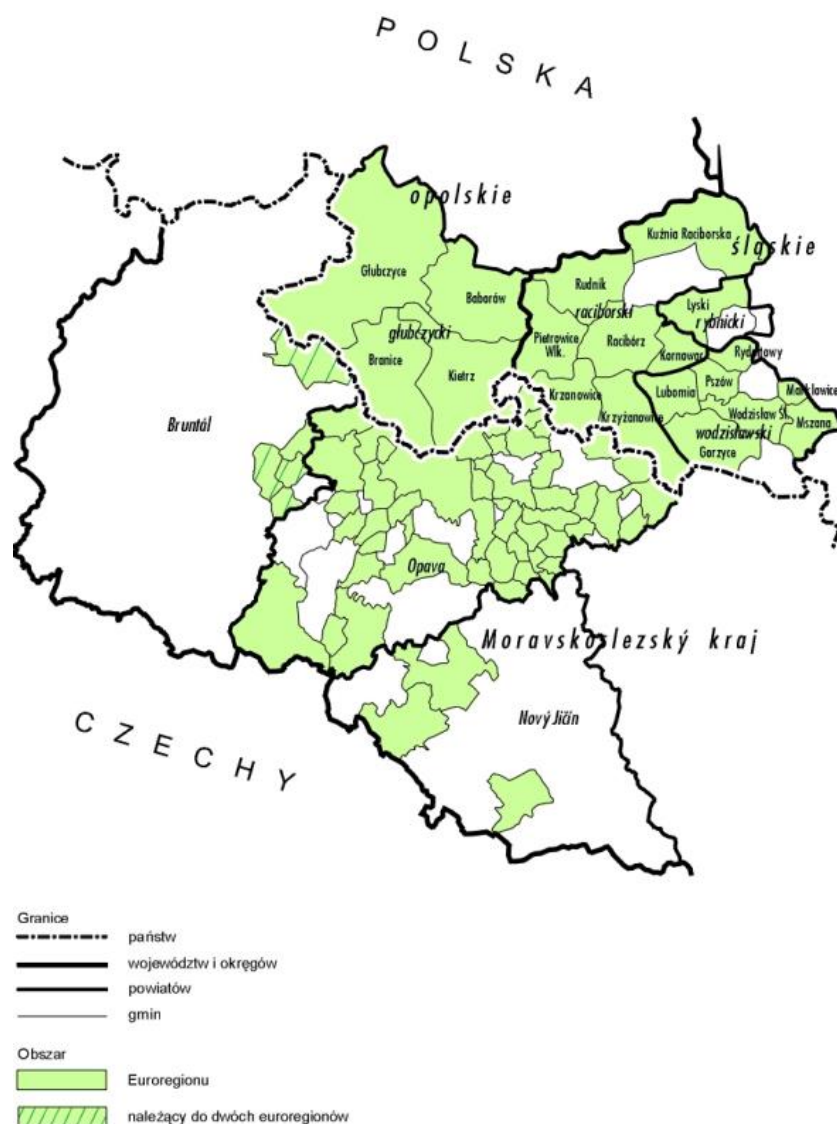 POLSKA
opolskie
Kuźnia Raciborska
śląskie
Głubczyce
Rudnik
Baborów
Lyski
raciborski
rybnicki
głubczycki
Pietrowice
Wlk.
Racibórz
Branice
Kornowac
Rydułtowy
Kietrz
Krzanowice
Lubomia
Pszów
Marklowice
Krzyżanowice
Wodzisław Śl.
Mszana
Bruntál
wodzisławski
Gorzyce
Opava
Moravskoslezský kraj
Nový Jičín
CZECHY
Granice
państw
województw i okręgów
powiatów
gmin
Obszar
Euroregionu
należący do dwóch euroregionów